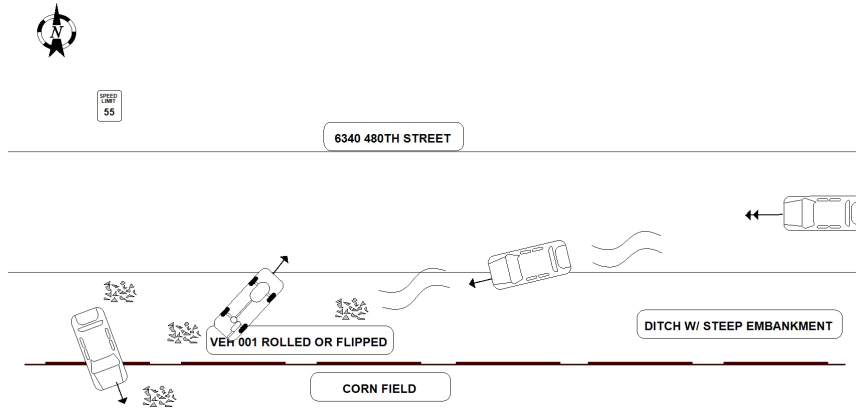 N
SPEED
LIMIT
55
6340 480TH STREET
DITCH W/ STEEP EMBANKMENT
VEH 001 ROLLED OR FLIPPED
CORN FIELD